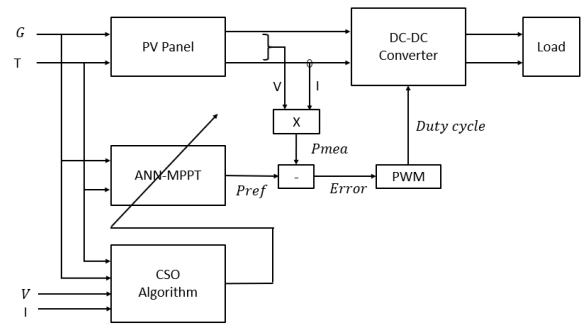 G
T
PV Panel
DC-DC
Converter
Load
V
I
X
Pmea
Duty cycle
ANN-MPPT
Pref
-
Error
PWM
CSO
Algorithm
V
I